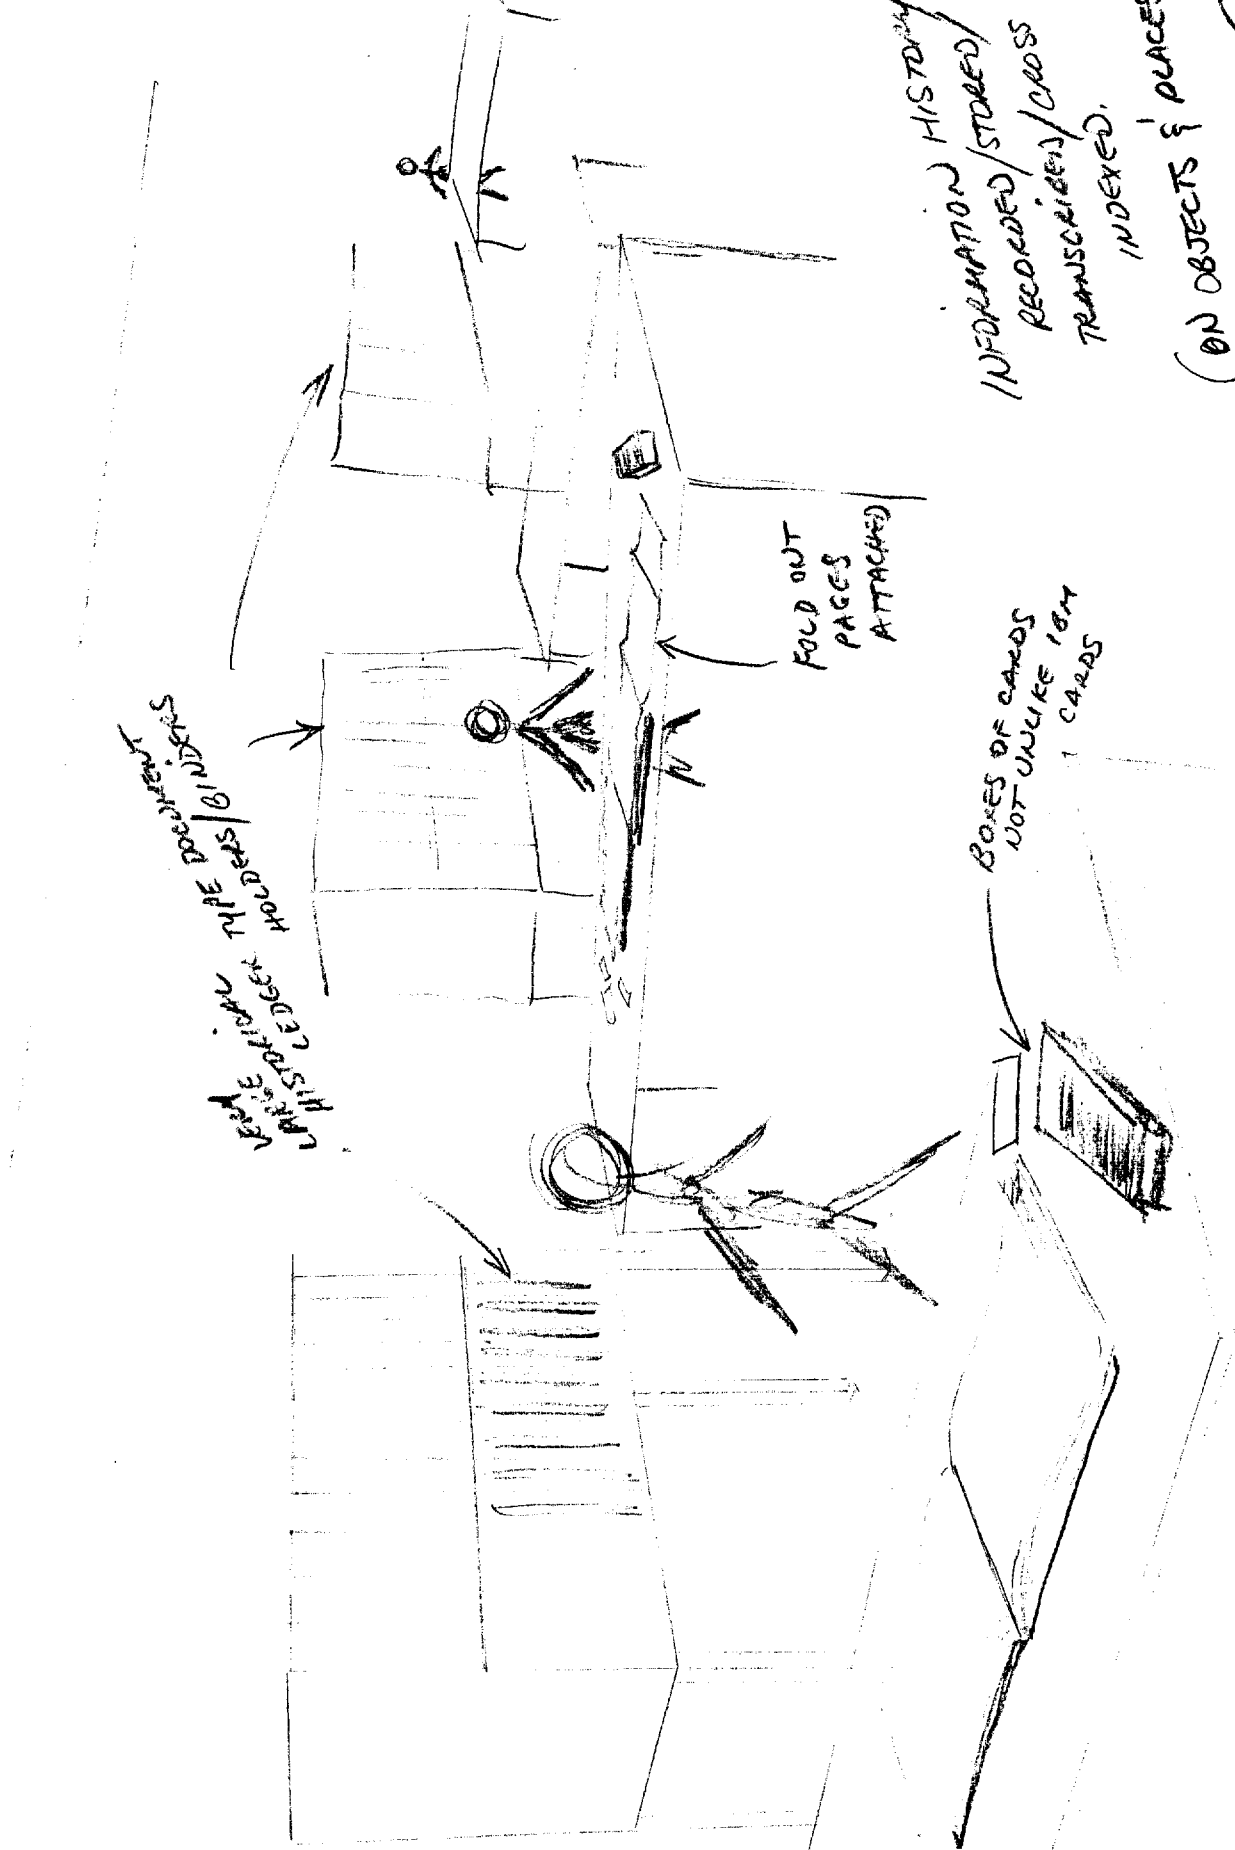 VERY
LARGE
HISTORICAL TYPE DOCUMENT
LEDGER HOLDERS/BINDERS
FOLD OUT
PAGES
ATTACHED
BOXES OF CARDS
NOT UNLIKE IBM
CARDS
INFORMATION HISTORY
RECORDED/STORED/
TRANSCRIBED/CROSS
INDEXED.
(ON OBJECTS & PLACES